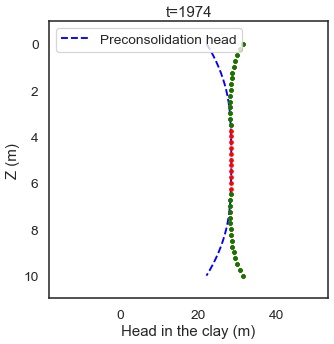 t=1974
Preconsolidation head
0
2
4
6
8
10
Z (m)
0 20 40
Head in the clay (m)